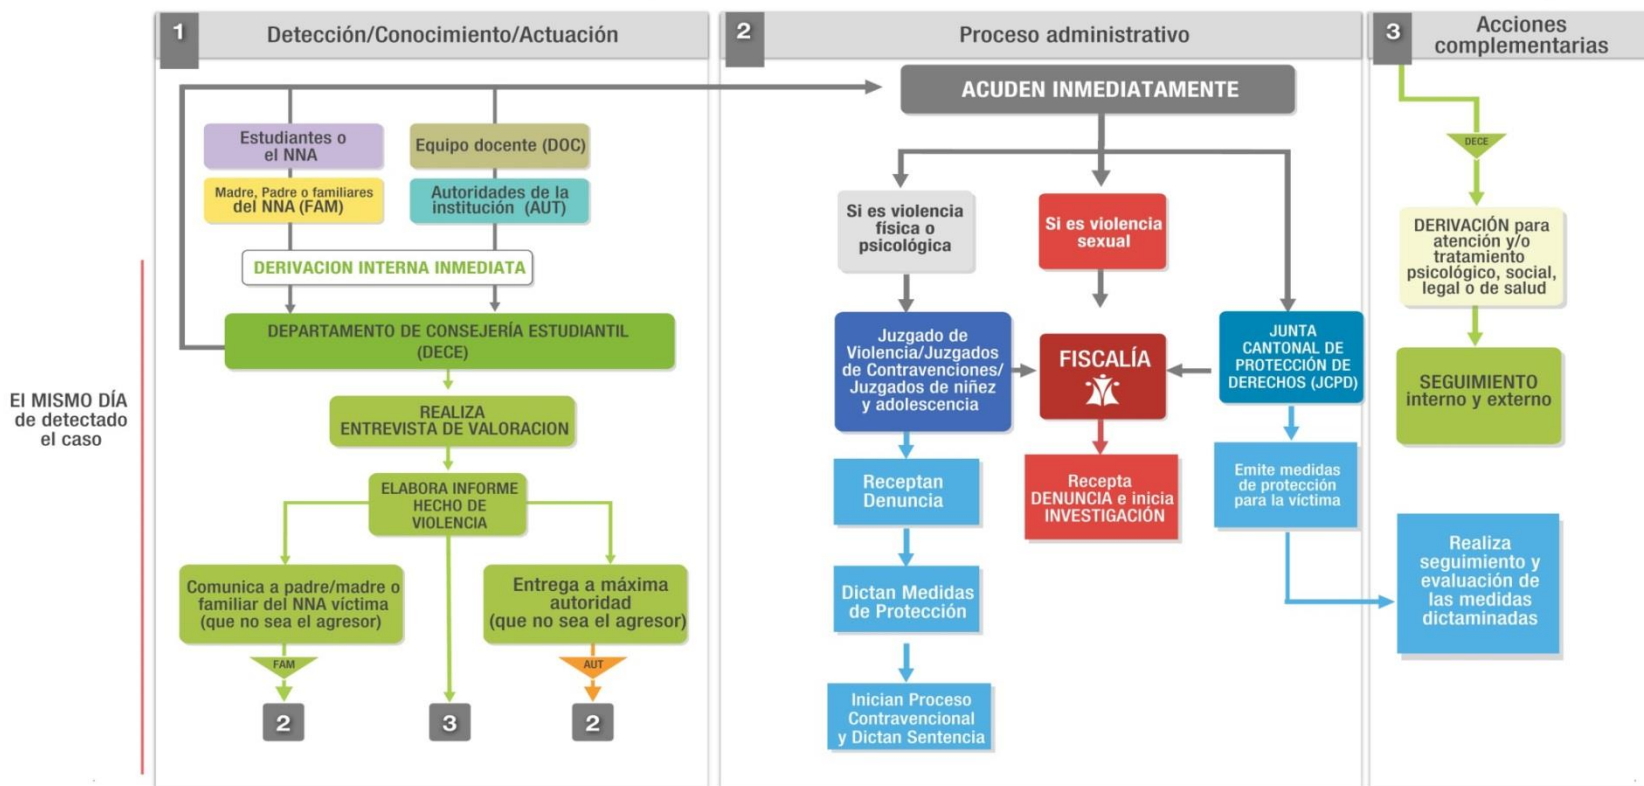 1
Detección/Conocimiento/Actuación
Estudiantes o
el NNA
Equipo docente (DOC)
Madre, Padre o familiares
del NNA (FAM)
Autoridades de la
institución (AUT)
DERIVACION INTERNA INMEDIATA
DEPARTAMENTO DE CONSEJERÍA ESTUDIANTIL
(DECE)
El MISMO DÍA
de detectado
el caso
REALIZA
ENTREVISTA DE VALORACION
ELABORA INFORME
HECHO DE
VIOLENCIA
Comunica a padre/madre o
familiar del NNA víctima
(que no sea el agresor)
Entrega a máxima
autoridad
(que no sea el agresor)
FAM
AUT
2
3
2
2
Proceso administrativo
ACUDEN INMEDIATAMENTE
Si es violencia
física o
psicológica
Si es violencia
sexual
Juzgado de
Violencia/Juzgados
de Contravenciones/
Juzgados de niñez
y adolescencia
FISCALÍA
JUNTA
CANTONAL DE
PROTECCIÓN DE
DERECHOS (JCPD)
Receptan
Denuncia
Recepta
DENUNCIA e inicia
INVESTIGACIÓN
Emite medidas
de protección
para la víctima
Dictan Medidas
de Protección
Inician Proceso
Contravencional
y Dictan Sentencia
3
Acciones
complementarias
DECE
DERIVACIÓN para
atención y/o
tratamiento
psicológico, social,
legal o de salud
SEGUIMIENTO
interno y externo
Realiza
seguimiento y
evaluación de
las medidas
dictaminadas